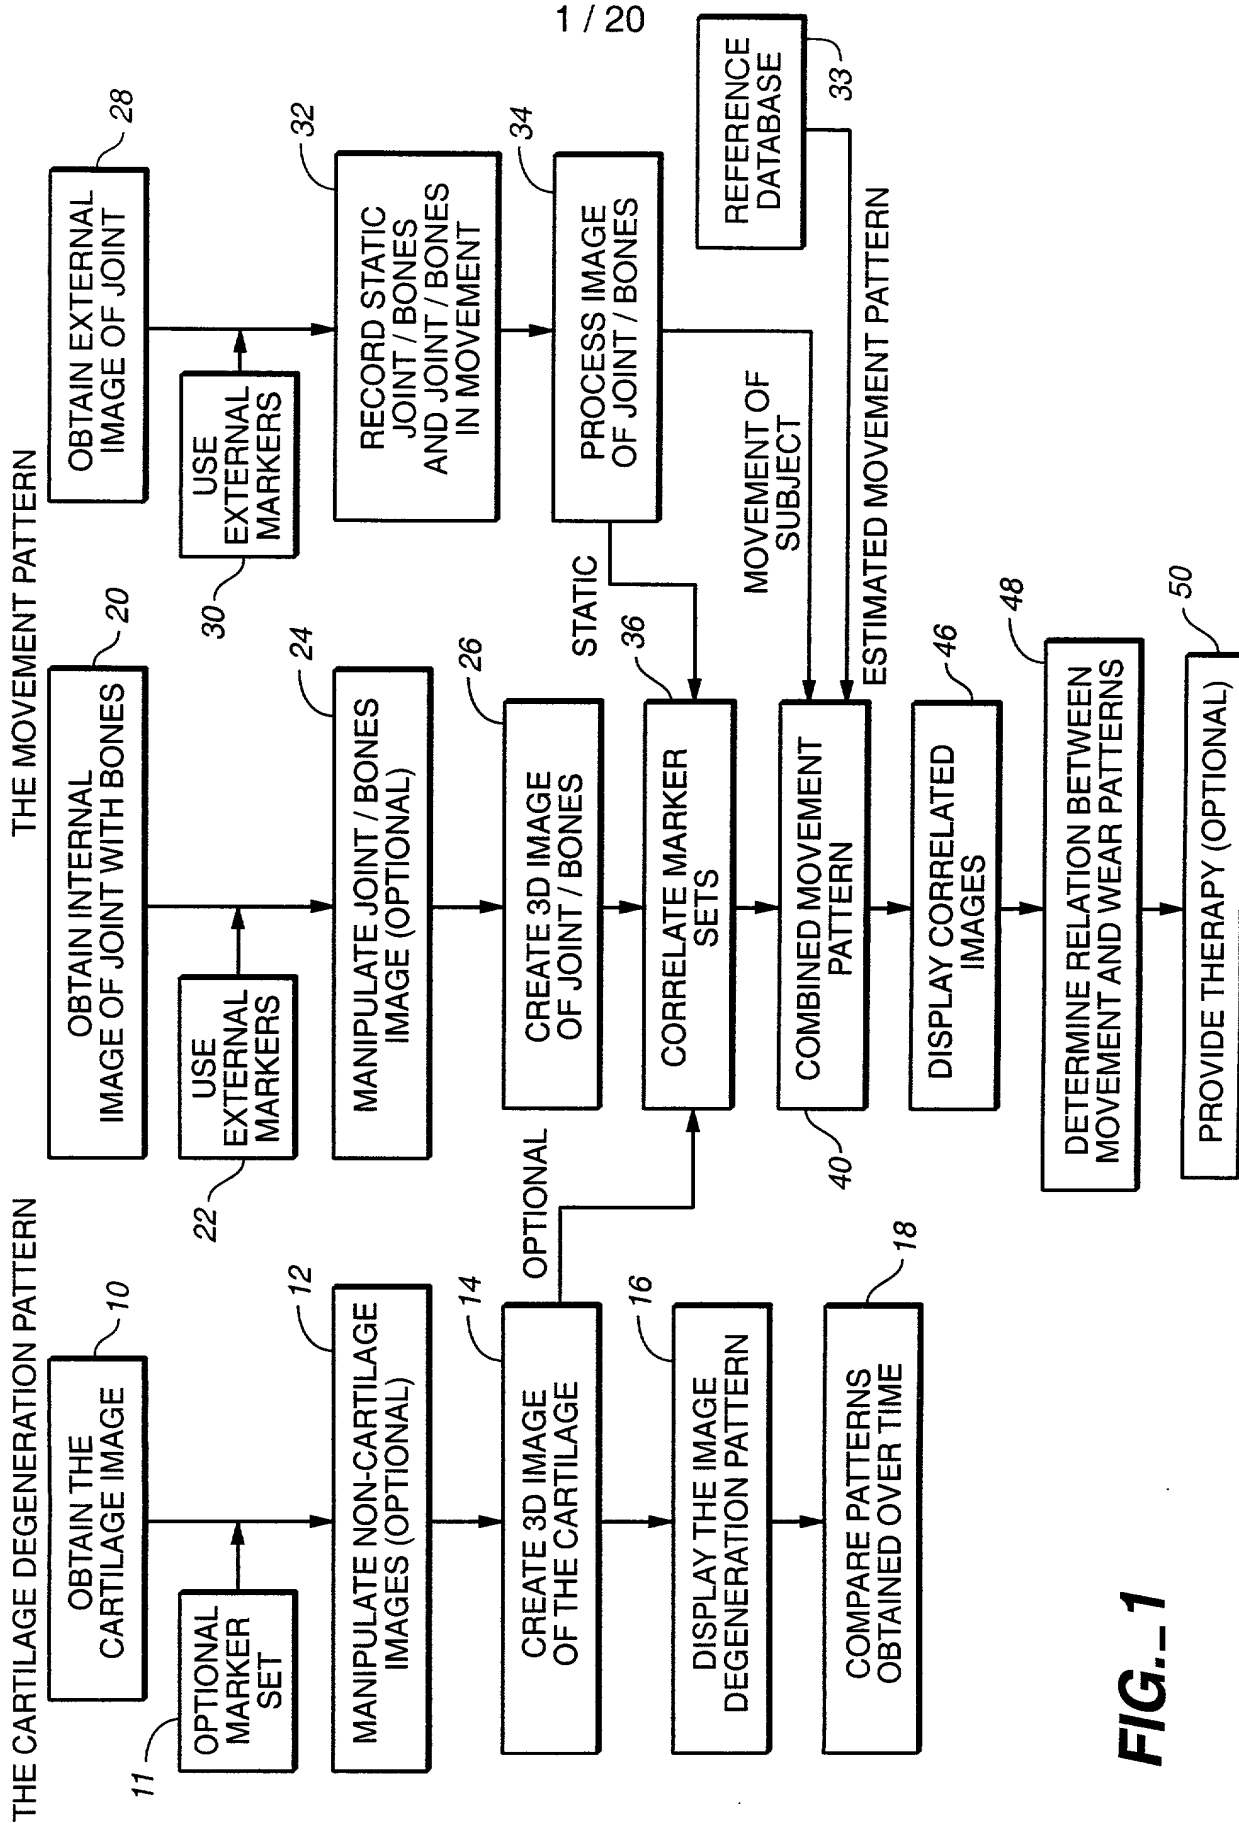 1 / 20
THE CARTILAGE DEGENERATION PATTERN
OBTAIN THE
CARTILAGE IMAGE
10
OPTIONAL
MARKER
SET
11
MANIPULATE NON-CARTILAGE
IMAGES (OPTIONAL)
12
CREATE 3D IMAGE
OF THE CARTILAGE
14
OPTIONAL
DISPLAY THE IMAGE
DEGENERATION PATTERN
16
COMPARE PATTERNS
OBTAINED OVER TIME
18
THE MOVEMENT PATTERN
OBTAIN INTERNAL
IMAGE OF JOINT WITH BONES
20
USE
EXTERNAL
MARKERS
22
MANIPULATE JOINT / BONES
IMAGE (OPTIONAL)
24
CREATE 3D IMAGE
OF JOINT / BONES
26
CORRELATE MARKER
SETS
36
COMBINED MOVEMENT
PATTERN
40
DISPLAY CORRELATED
IMAGES
46
DETERMINE RELATION BETWEEN
MOVEMENT AND WEAR PATTERNS
48
PROVIDE THERAPY (OPTIONAL)
50
OBTAIN EXTERNAL
IMAGE OF JOINT
28
USE
EXTERNAL
MARKERS
30
RECORD STATIC
JOINT / BONES
AND JOINT / BONES
IN MOVEMENT
32
PROCESS IMAGE
OF JOINT / BONES
34
STATIC
MOVEMENT OF
SUBJECT
REFERENCE
DATABASE
33
ESTIMATED MOVEMENT PATTERN
FIG._1